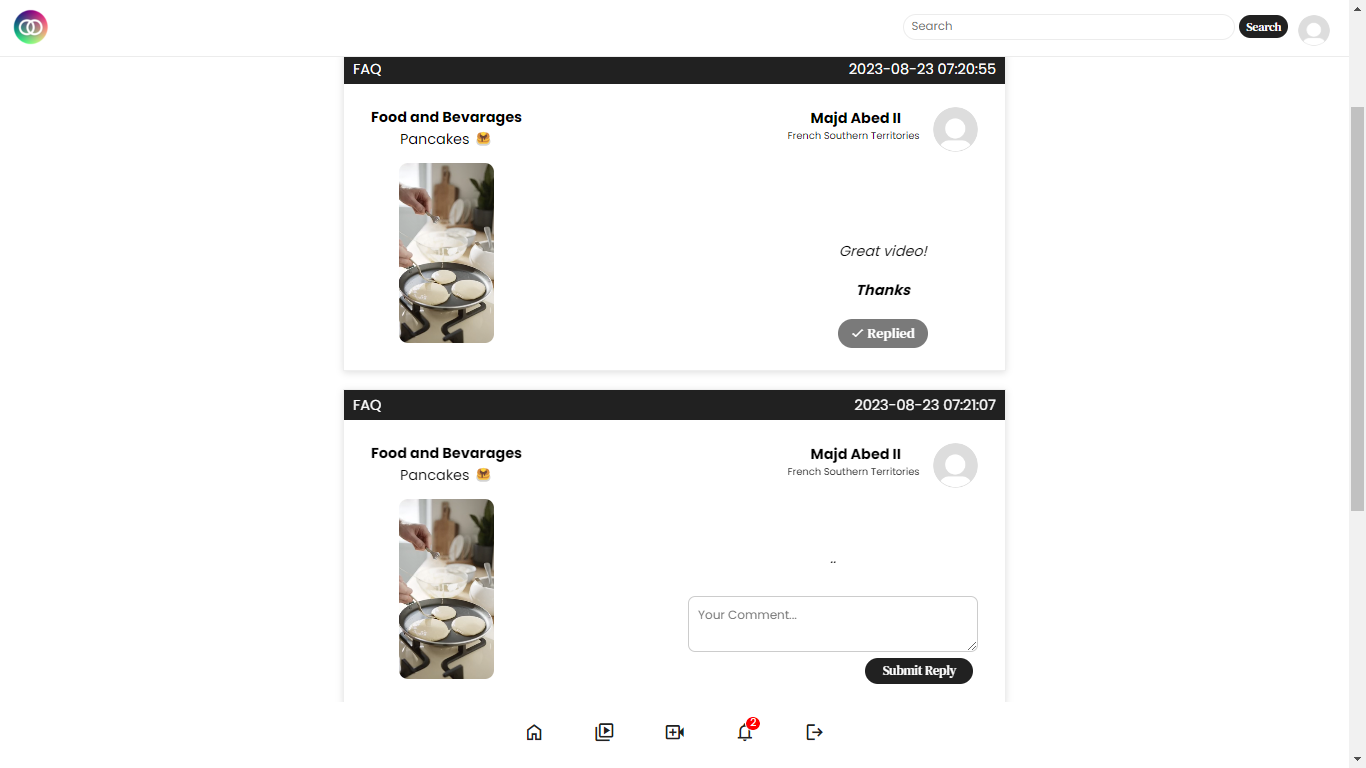 Search
Search
FAQ 2023-08-23 07:20:55
Food and Bevarages
Pancakes 🥞
Majd Abed II
French Southern Territories
Great video!
Thanks
✓ Replied
FAQ 2023-08-23 07:21:07
Food and Bevarages
Pancakes 🥞
Majd Abed II
French Southern Territories
..
Your Comment...
Submit Reply
2